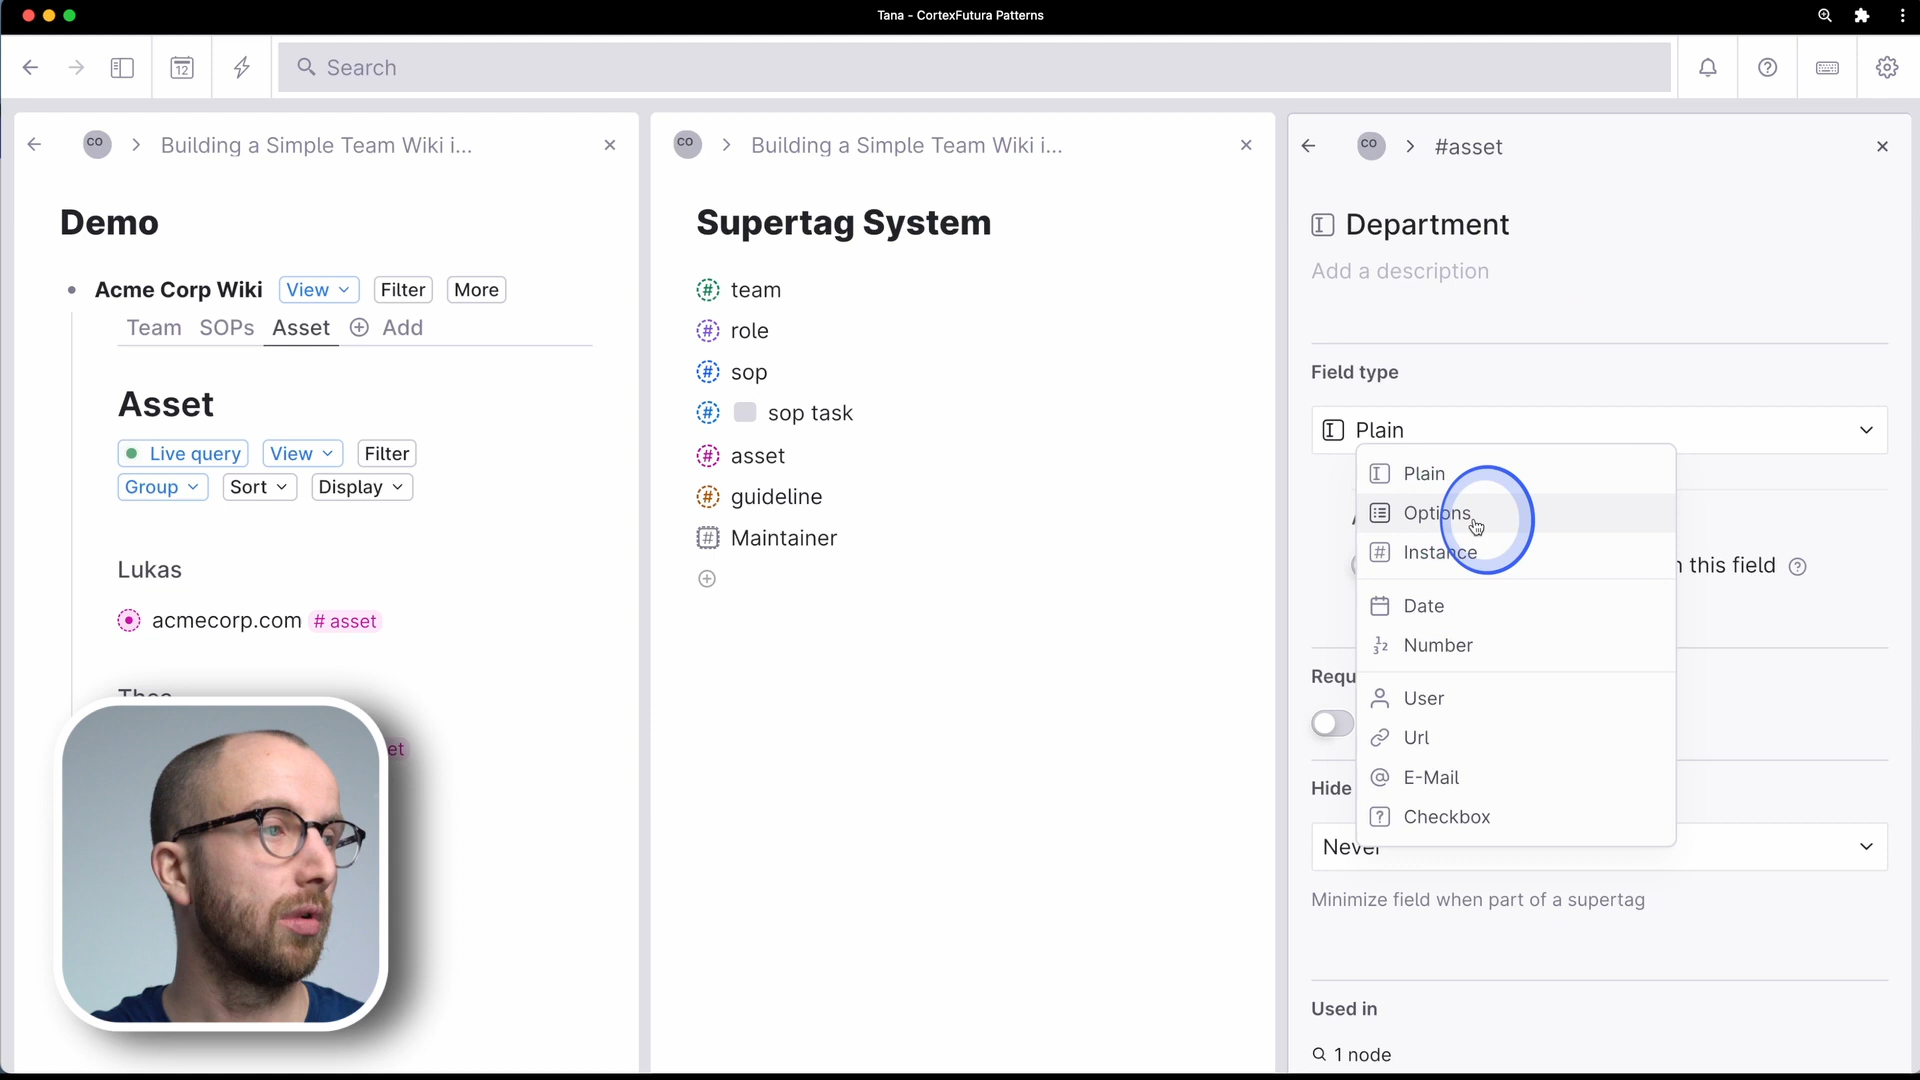 Tana - CortexFutura Patterns
12
Search
CO > Building a Simple Team Wiki i...
Demo
Acme Corp Wiki View Filter More
Team SOPs Asset Add
Asset
Live query View Filter
Group Sort Display
Lukas
acmecorp.com # asset
CO > Building a Simple Team Wiki i...
Supertag System
# team
# role
# sop
# sop task
# asset
# guideline
# Maintainer
CO > #asset
Department
Add a description
Field type
Plain
Plain
Options
Instance
this field
Date
Number
User
Url
E-Mail
Checkbox
Hide
Never
Minimize field when part of a supertag
Used in
1 node